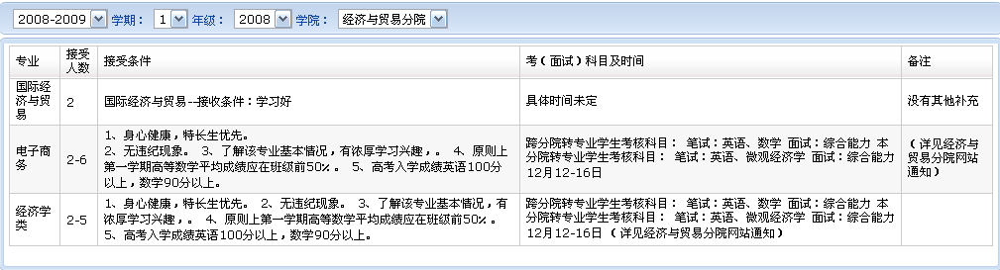 2008-2009 学期： 1 年级： 2008 学院： 经济与贸易分院
专业 接受人数 接受条件 考（面试）科目及时间 备注
国际经济与贸易 2 国际经济与贸易--接收条件：学习好 具体时间未定 没有其他补充
电子商务 2-6
1、身心健康，特长生优先。
2、无违纪现象。 3、了解该专业基本情况，有浓厚学习兴趣，。 4、原则上
第一学期高等数学平均成绩应在班级前50%。 5、高考入学成绩英语100分
以上，数学90分以上。
跨分院转专业学生考核科目： 笔试：英语、数学 面试：综合能力 本
分院转专业学生考核科目： 笔试：英语、微观经济学 面试：综合能力
12月12-16日
（详见经济与
贸易分院网站
通知）
经济学类 2-5
1、身心健康，特长生优先。 2、无违纪现象。 3、了解该专业基本情况，有
浓厚学习兴趣，。 4、原则上第一学期高等数学平均成绩应在班级前50%。
5、高考入学成绩英语100分以上，数学90分以上。
跨分院转专业学生考核科目： 笔试：英语、数学 面试：综合能力 本
分院转专业学生考核科目： 笔试：英语、微观经济学 面试：综合能力
12月12-16日 （详见经济与贸易分院网站通知）